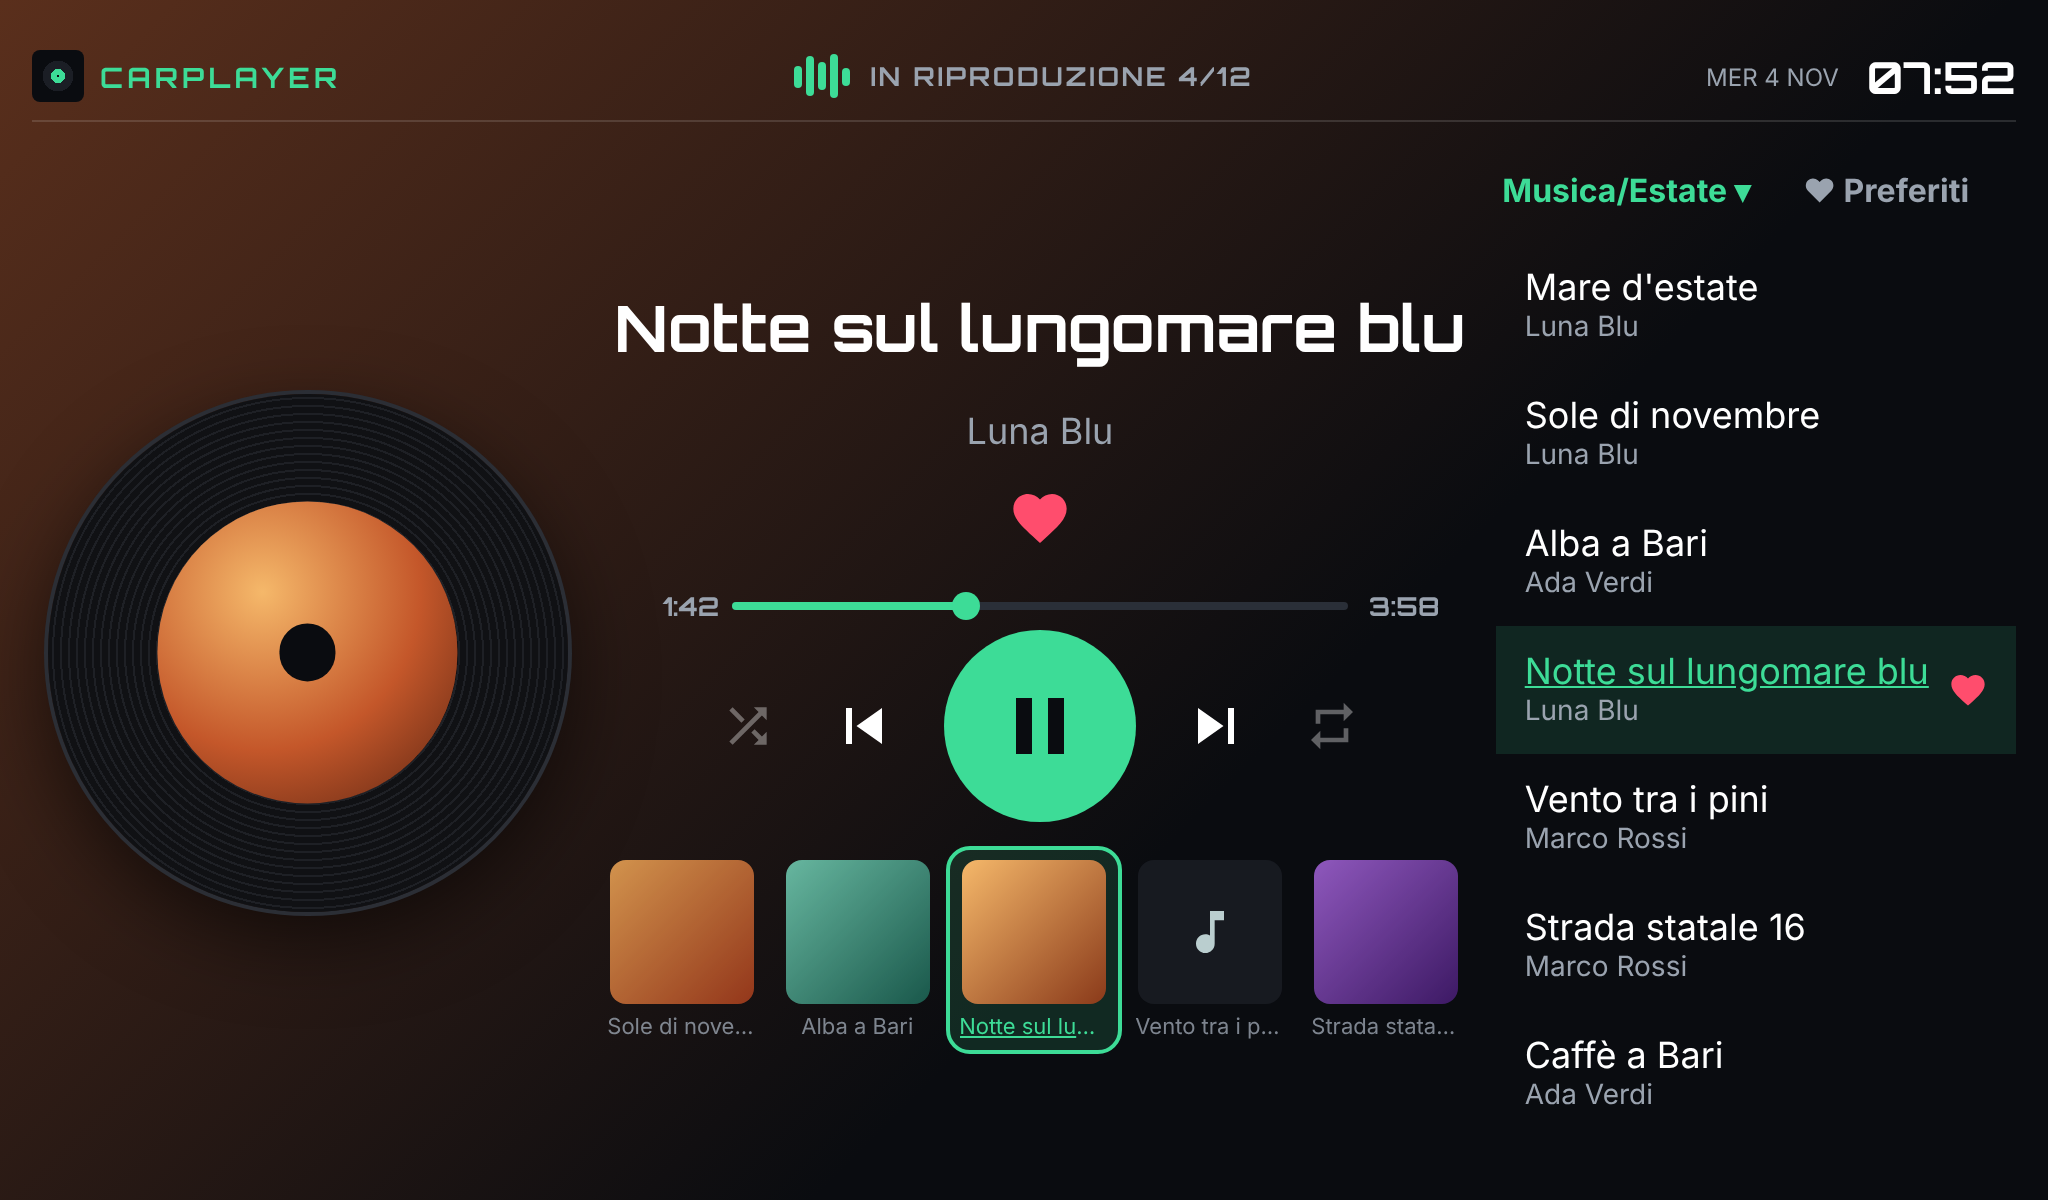 CARPLAYER
IN RIPRODUZIONE 4/12
MER 4 NOV 07:52
Musica/Estate ▾ Preferiti
Notte sul lungomare blu
Luna Blu
1:42 3:58
Sole di nove...
Alba a Bari
Notte sul lu...
Vento tra i p...
Strada stata...
Mare d'estate
Luna Blu
Sole di novembre
Luna Blu
Alba a Bari
Ada Verdi
Notte sul lungomare blu
Luna Blu
Vento tra i pini
Marco Rossi
Strada statale 16
Marco Rossi
Caffè a Bari
Ada Verdi